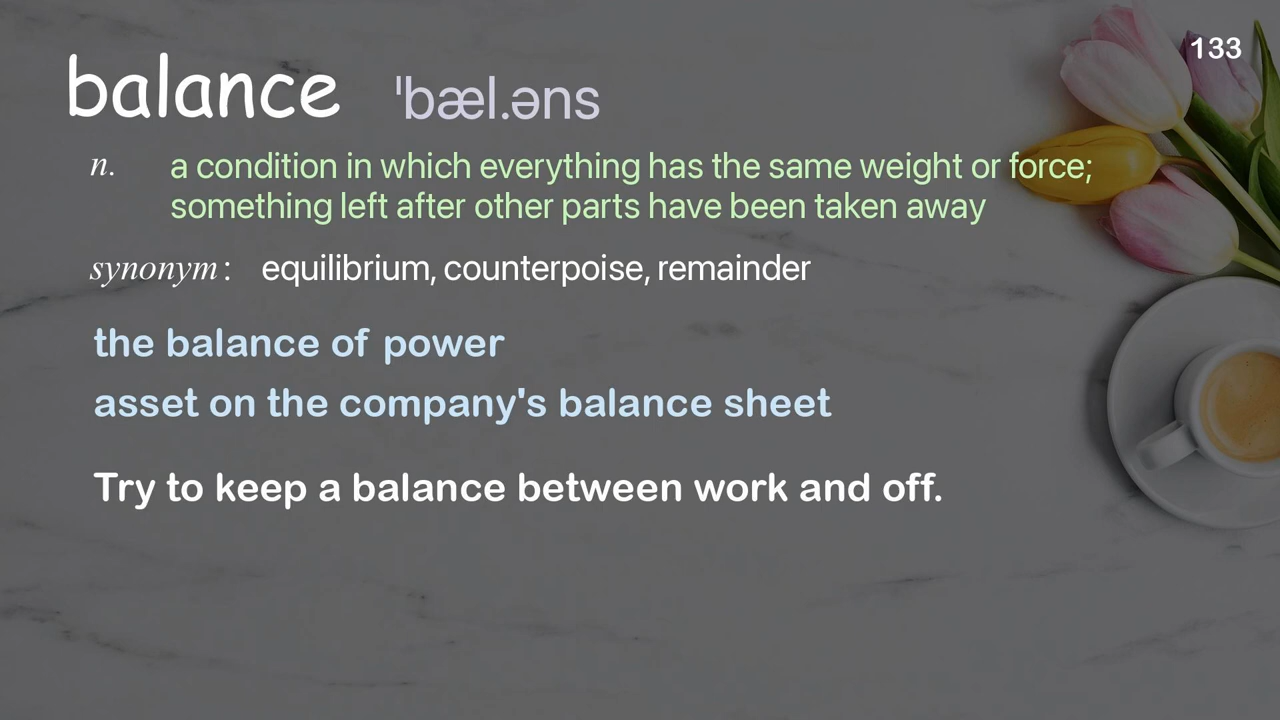 133
balance ˈbæl.əns
n. a condition in which everything has the same weight or force;
something left after other parts have been taken away
synonym: equilibrium, counterpoise, remainder
the balance of power
asset on the company's balance sheet
Try to keep a balance between work and off.